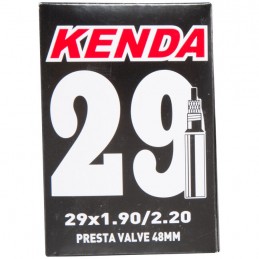 KENDA
29
29x1.90/2.20
PRESTA VALVE 48MM